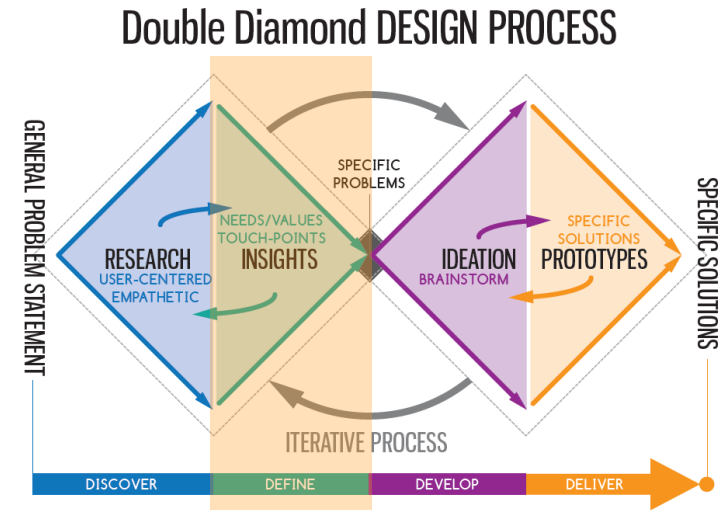 Double Diamond DESIGN PROCESS
GENERAL PROBLEM STATEMENT
SPECIFIC
PROBLEMS
NEEDS/VALUES
TOUCH-POINTS
RESEARCH
INSIGHTS
USER-CENTERED
EMPATHETIC
SPECIFIC
SOLUTIONS
IDEATION
PROTOTYPES
BRAINSTORM
SPECIFIC SOLUTIONS
ITERATIVE PROCESS
DISCOVER
DEFINE
DEVELOP
DELIVER